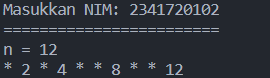 Masukkan NIM: 2341720102
========================
n = 12
* 2 * 4 * * 8 * * 12